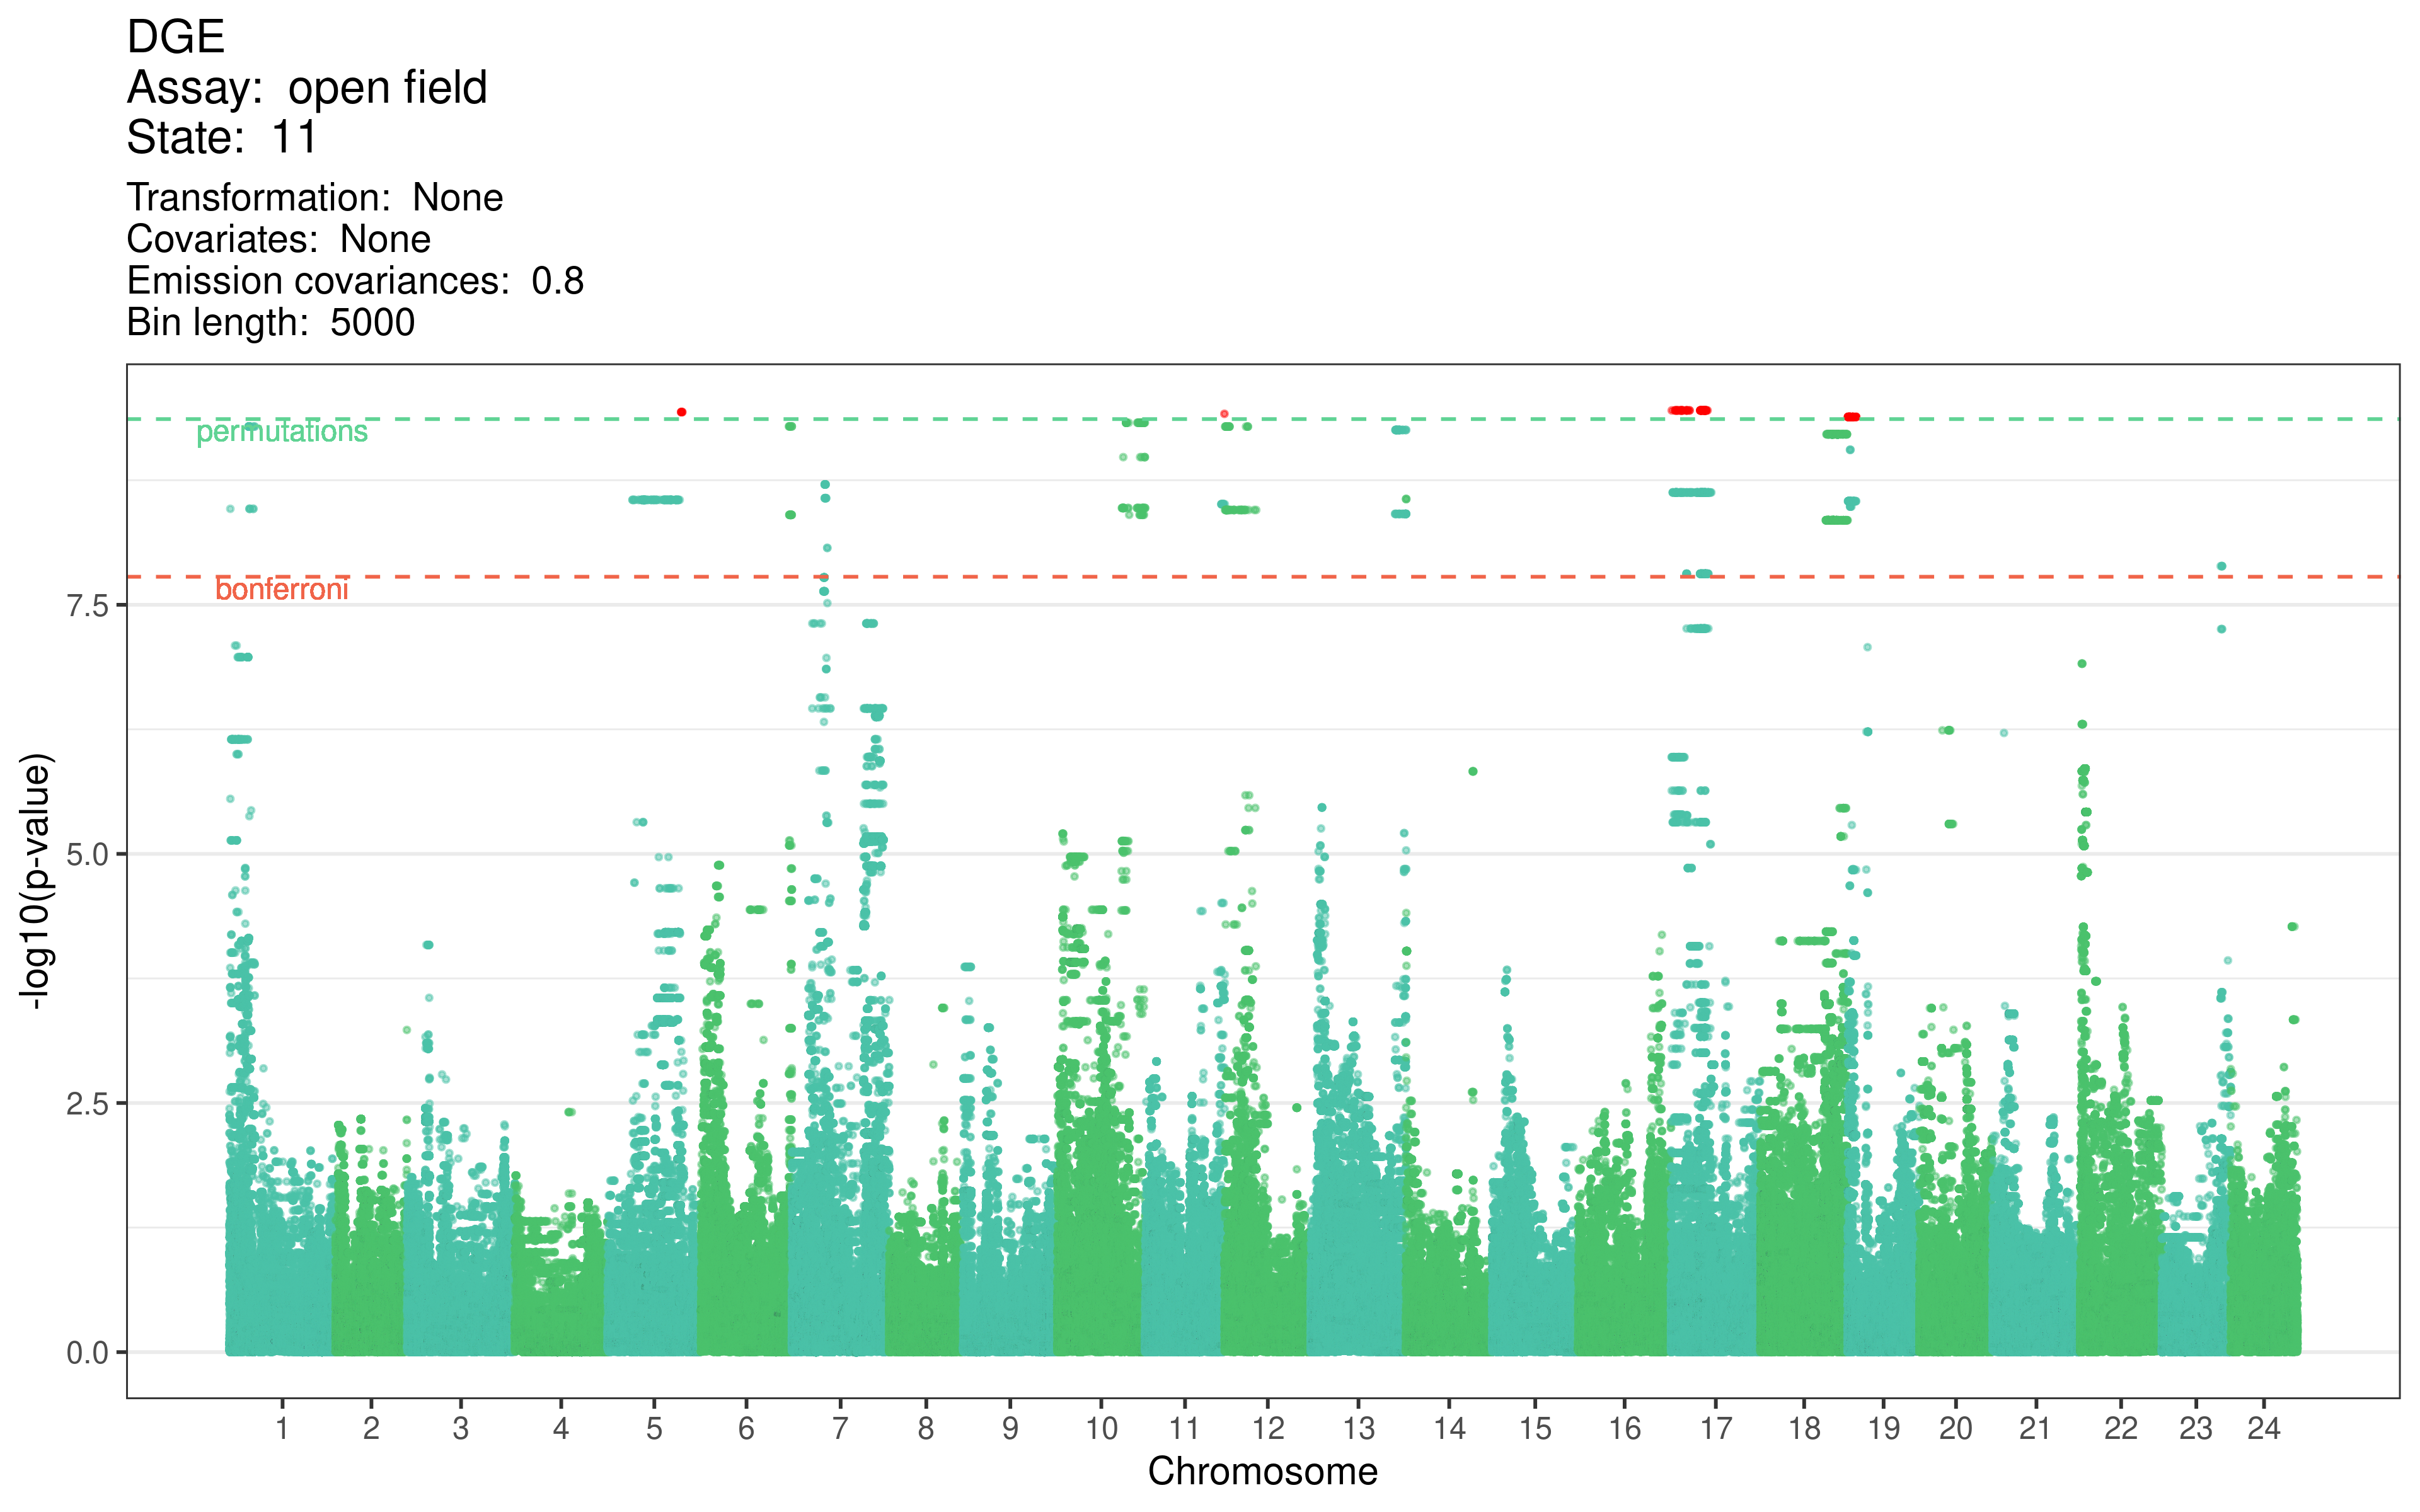 DGE
Assay:  open field
State:  11
Transformation:  None
Covariates:  None
Emission covariances:  0.8
Bin length:  5000
permutations
bonferroni
7.5
5.0
2.5
0.0
-log10(p-value)
1 2 3 4 5 6 7 8 9 10 11 12 13 14 15 16 17 18 19 20 21 22 23 24
Chromosome